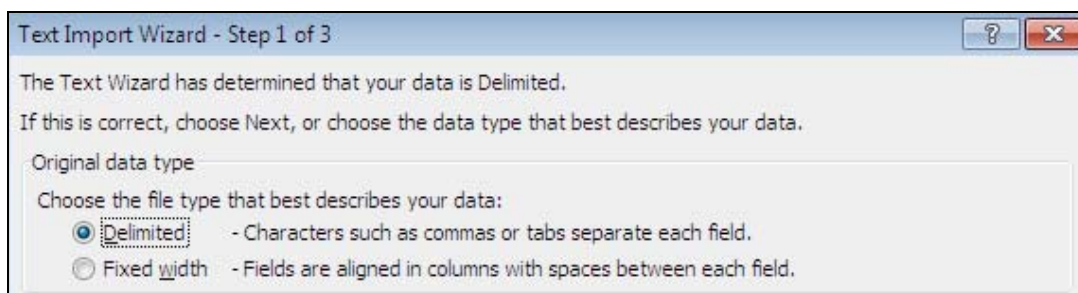 Text Import Wizard - Step 1 of 3
The Text Wizard has determined that your data is Delimited.
If this is correct, choose Next, or choose the data type that best describes your data.
Original data type
Choose the file type that best describes your data:
Delimited - Characters such as commas or tabs separate each field.
Fixed width - Fields are aligned in columns with spaces between each field.